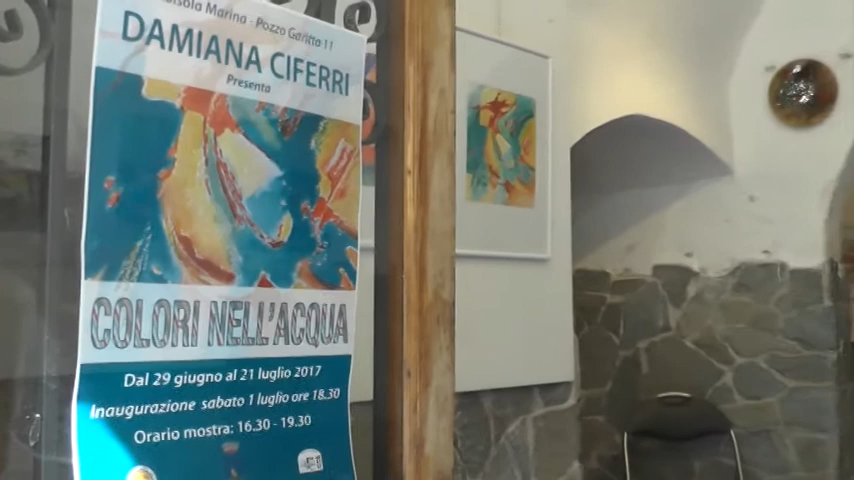 Marina - Pozzo Garitta 11
DAMIANA CIFERRI
Presenta
COLORI NELL'ACQUA
Dal 29 giugno al 21 luglio 2017
Inaugurazione sabato 1 luglio ore 18.30
Orario mostra: 16.30 - 19.30